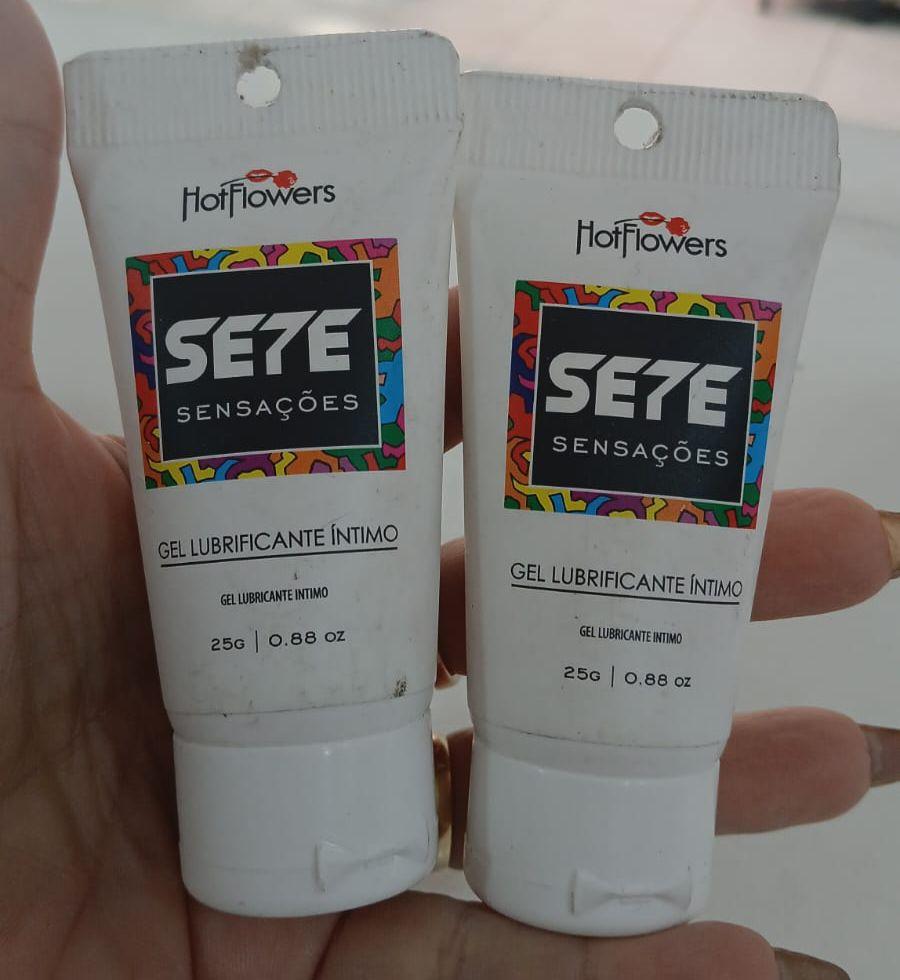 HotFlowers
SE7E
SENSAÇÕES
GEL LUBRIFICANTE ÍNTIMO
GEL LUBRICANTE INTIMO
25G | 0.88 OZ
HotFlowers
SE7E
SENSAÇÕES
GEL LUBRIFICANTE ÍNTIMO
GEL LUBRICANTE INTIMO
25G | 0.88 OZ